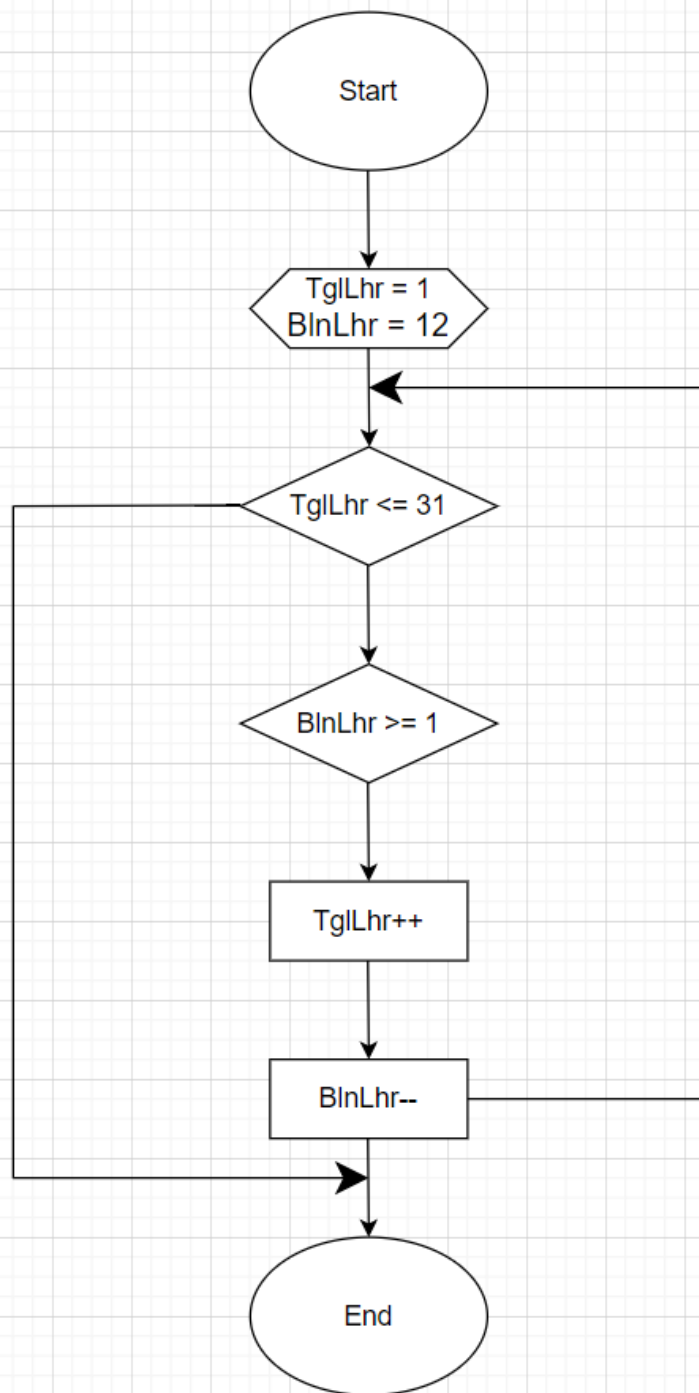 Start
TglLhr = 1
BlnLhr = 12
TglLhr <= 31
BlnLhr >= 1
TglLhr++
BlnLhr--
End